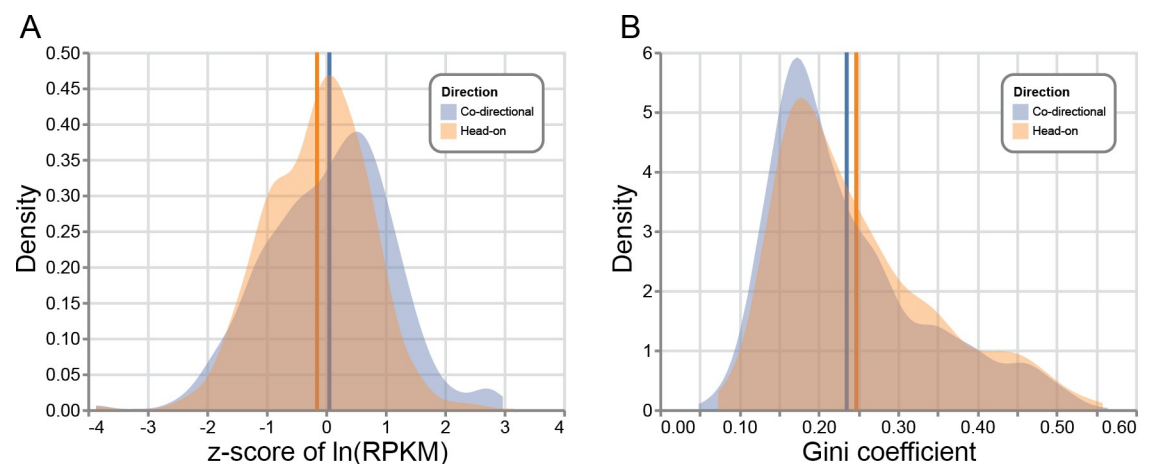 A
0.50
0.45
0.40
0.35
0.30
0.25
0.20
0.15
0.10
0.05
0.00
Density
-4 -3 -2 -1 0 1 2 3 4
z-score of ln(RPKM)
Direction
Co-directional
Head-on
B
6
5
4
3
2
1
0
Density
0.00 0.10 0.20 0.30 0.40 0.50 0.60
Gini coefficient
Direction
Co-directional
Head-on